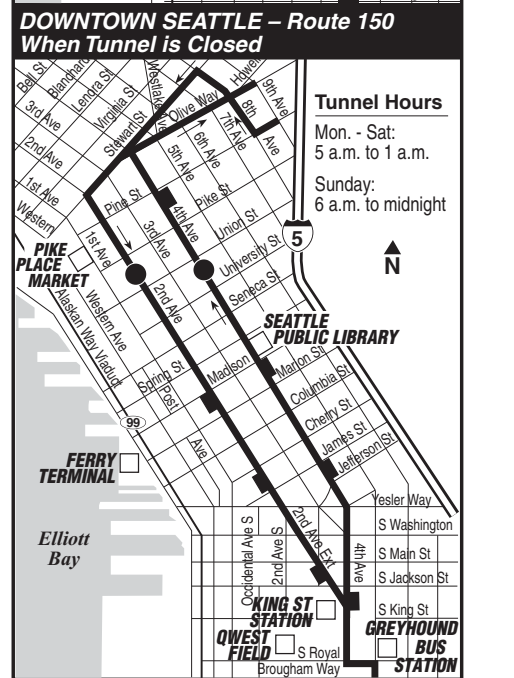 DOWNTOWN SEATTLE – Route 150
When Tunnel is Closed
Tunnel Hours
Mon. - Sat:
5 a.m. to 1 a.m.
Sunday:
6 a.m. to midnight
5
N
Bell St
Blanchard
Lendra St
Virginia St
Stewart St
Westlake Ave
Olive Way
Howell
9th Ave
8th
Ave
7th Ave
6th Ave
5th Ave
4th Ave
3rd Ave
2nd Ave
1st Ave
Western
Pine St
Pike St
Union St
University St
Seneca St
1st Ave
3rd Ave
2nd Ave
PIKE
PLACE
MARKET
Western Ave
Alaskan Way Viaduct
SEATTLE
PUBLIC LIBRARY
Spring St
Post
Ave
Madison
Marion St
Columbia St
Cherry St
James St
Jefferson St
99
FERRY
TERMINAL
Elliott
Bay
Yesler Way
S Washington
S Main St
S Jackson St
S King St
Occidental Ave S
2nd Ave S
2nd Ave Ext
4th Ave
KING ST
STATION
QWEST
FIELD
GREYHOUND
BUS
STATION
S Royal
Brougham Way